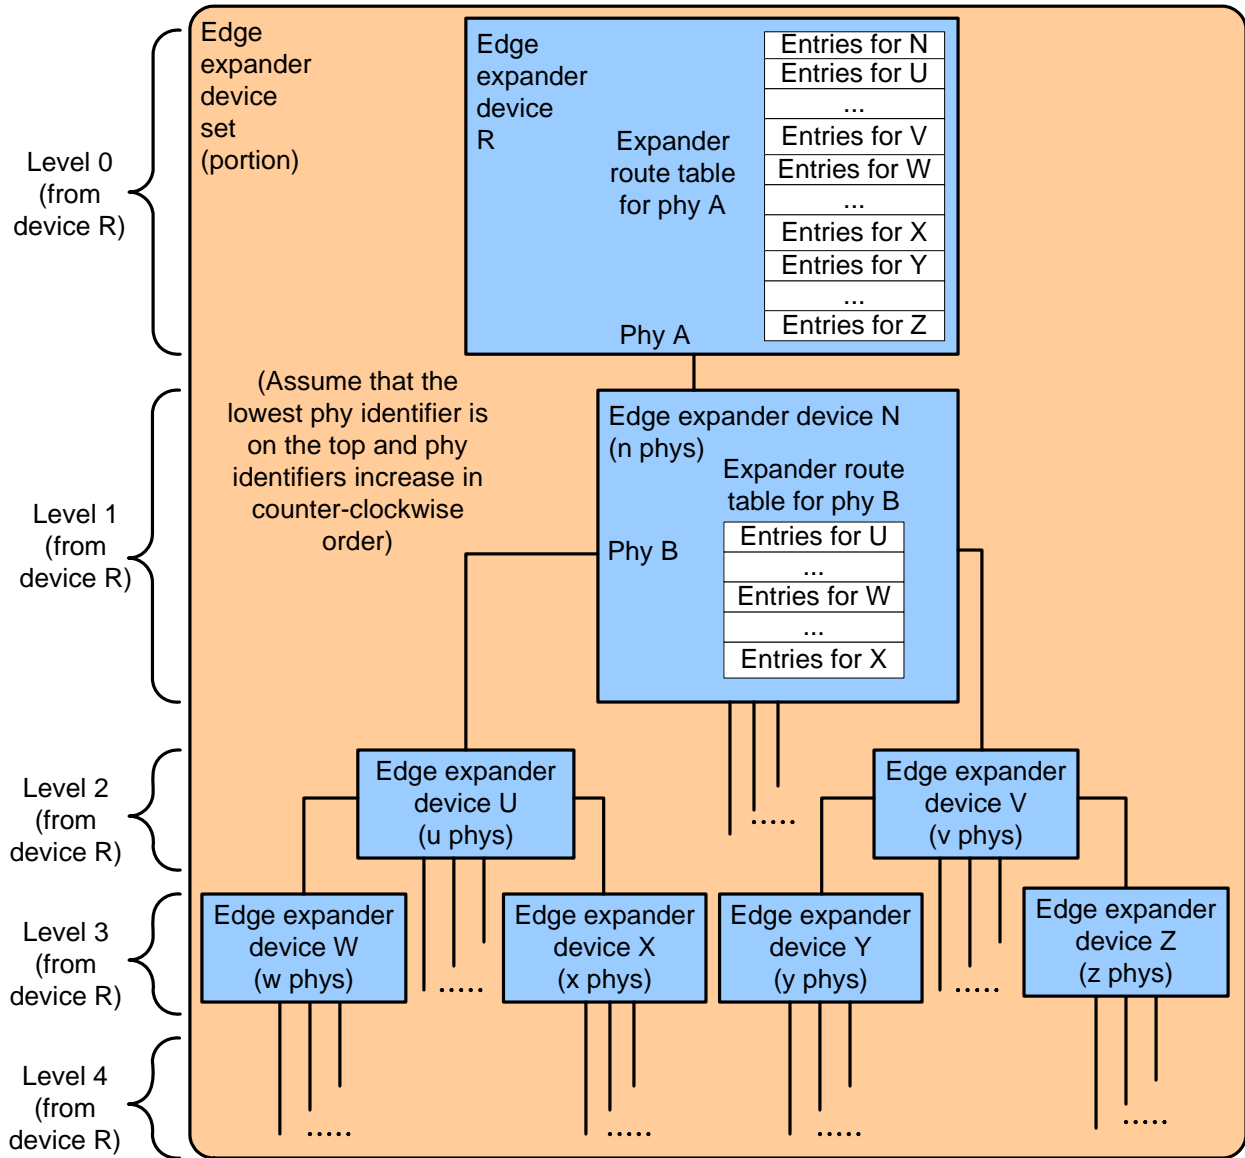 Edge
expander
device
set
(portion)
Edge
expander
device
R
Expander
route table
for phy A
Entries for N
Entries for U
...
Entries for V
Entries for W
...
Entries for X
Entries for Y
...
Entries for Z
Phy A
Level 0
(from
device R)
(Assume that the
lowest phy identifier is
on the top and phy
identifiers increase in
counter-clockwise
order)
Edge expander device N
(n phys)
Expander route
table for phy B
Phy B
Entries for U
...
Entries for W
...
Entries for X
Level 1
(from
device R)
Level 2
(from
device R)
Edge expander
device U
(u phys)
.....
Edge expander
device V
(v phys)
Level 3
(from
device R)
Edge expander
device W
(w phys)
.....
Edge expander
device X
(x phys)
Edge expander
device Y
(y phys)
.....
Edge expander
device Z
(z phys)
Level 4
(from
device R)
.....
.....
.....
.....